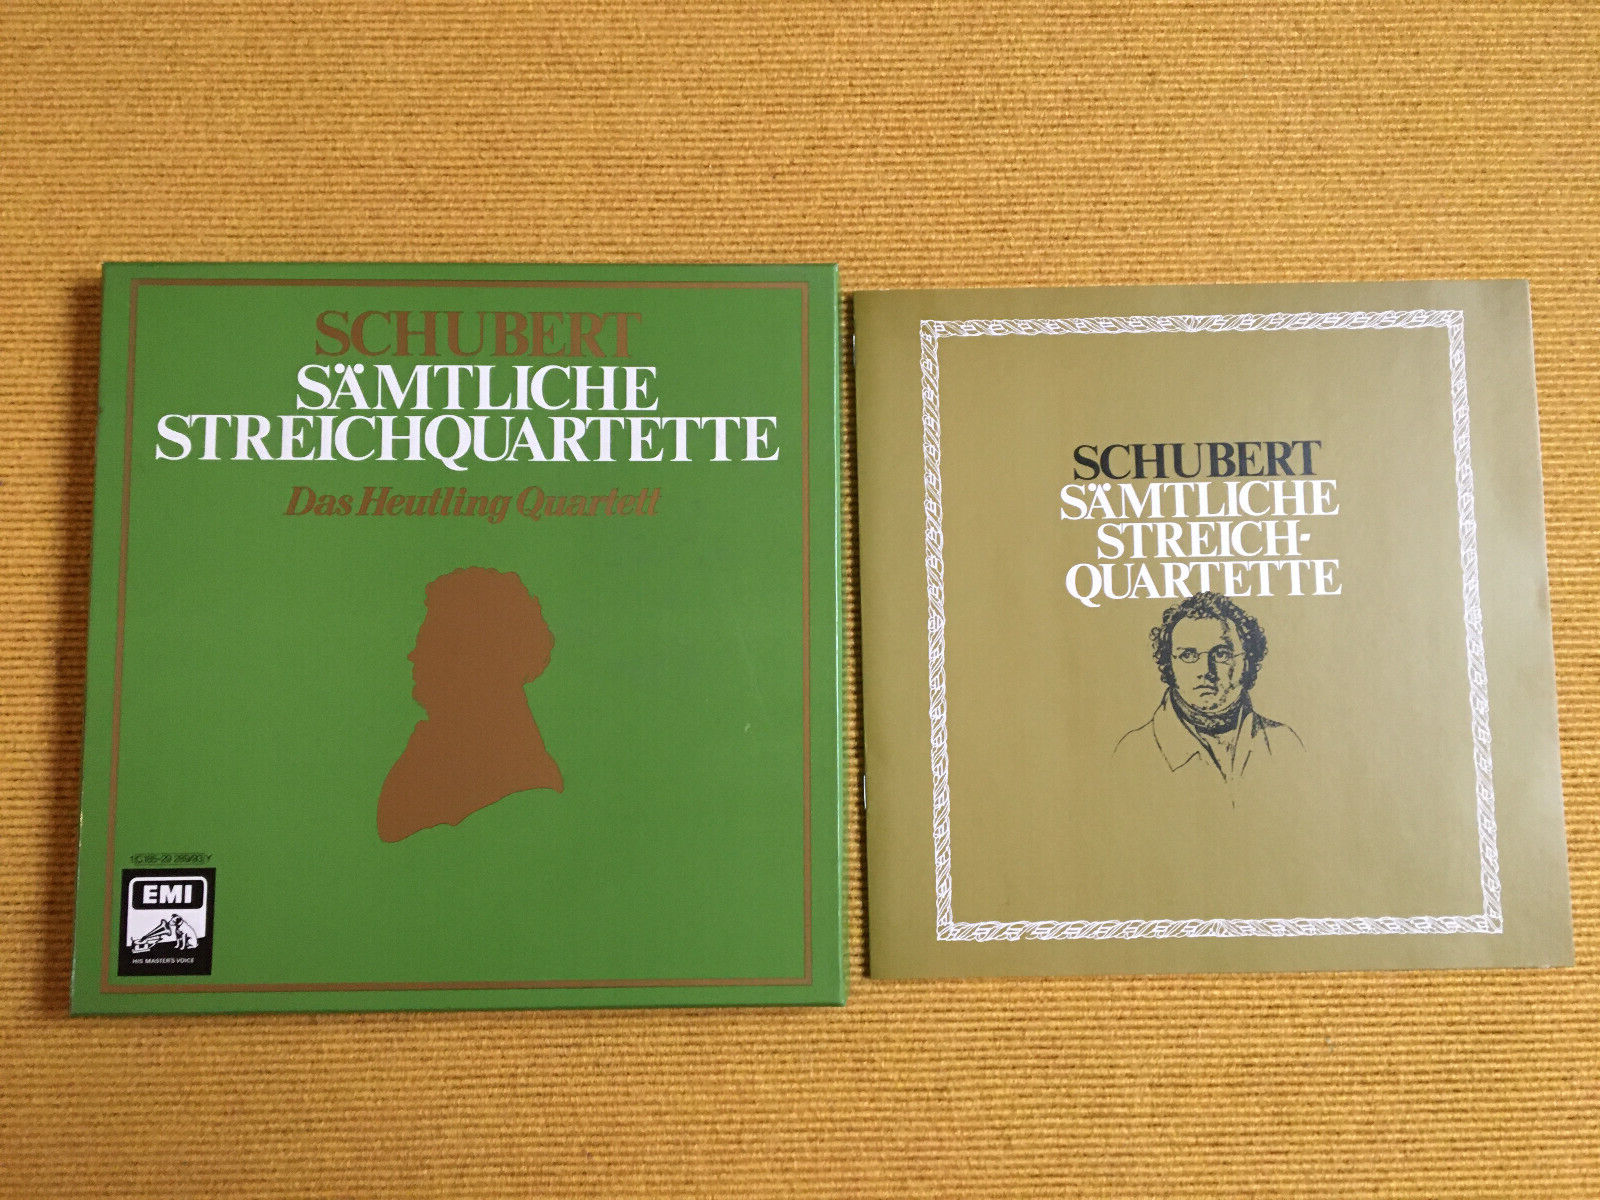 SCHUBERT
SÄMTLICHE
STREICHQUARTETTE
Das Heutling Quartett
EMI
HIS MASTER'S VOICE
SCHUBERT
SÄMTLICHE
STREICH-
QUARTETTE